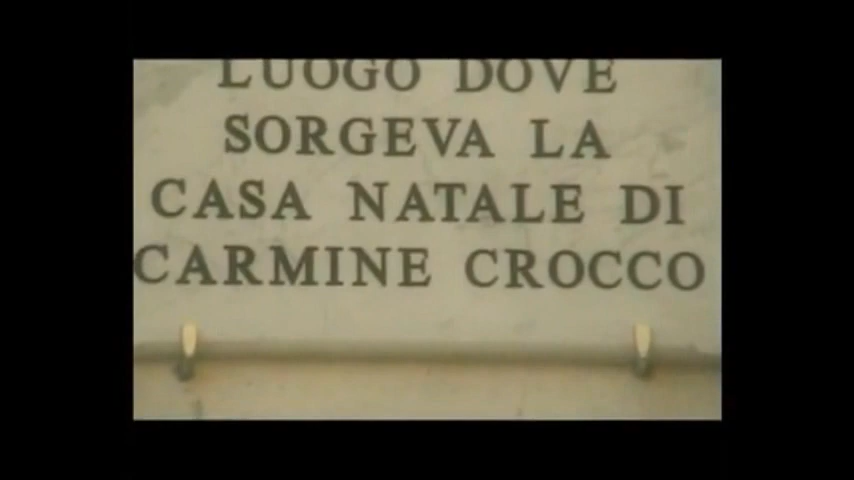 LUOGO DOVE
SORGEVA LA
CASA NATALE DI
CARMINE CROCCO